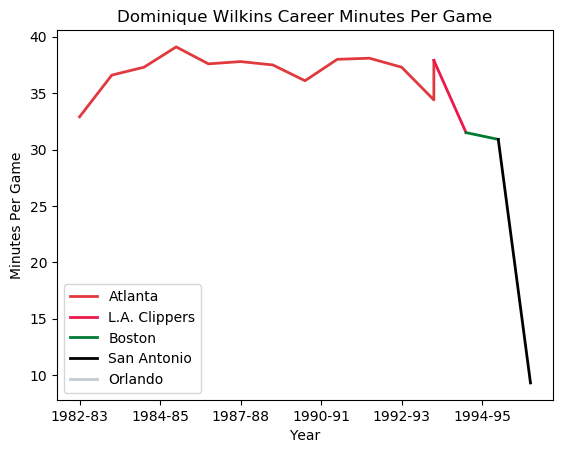 Dominique Wilkins Career Minutes Per Game
40
35
30
25
20
15
10
Minutes Per Game
Atlanta
L.A. Clippers
Boston
San Antonio
Orlando
1982-83 1984-85 1987-88 1990-91 1992-93 1994-95
Year